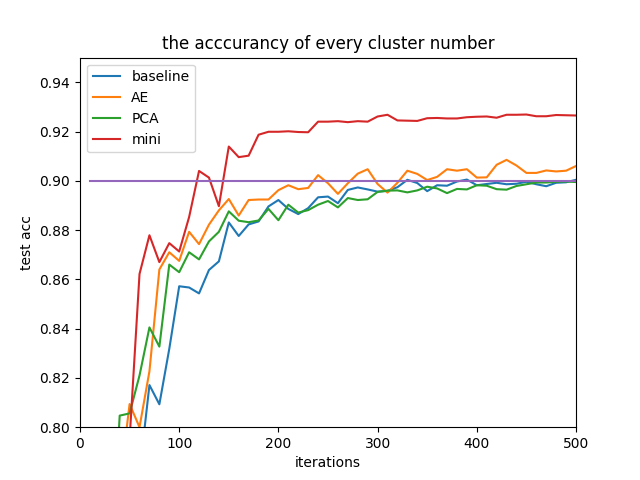 the acccurancy of every cluster number
baseline
AE
PCA
mini
test acc
0.94
0.92
0.90
0.88
0.86
0.84
0.82
0.80
0
100
200
300
400
500
iterations